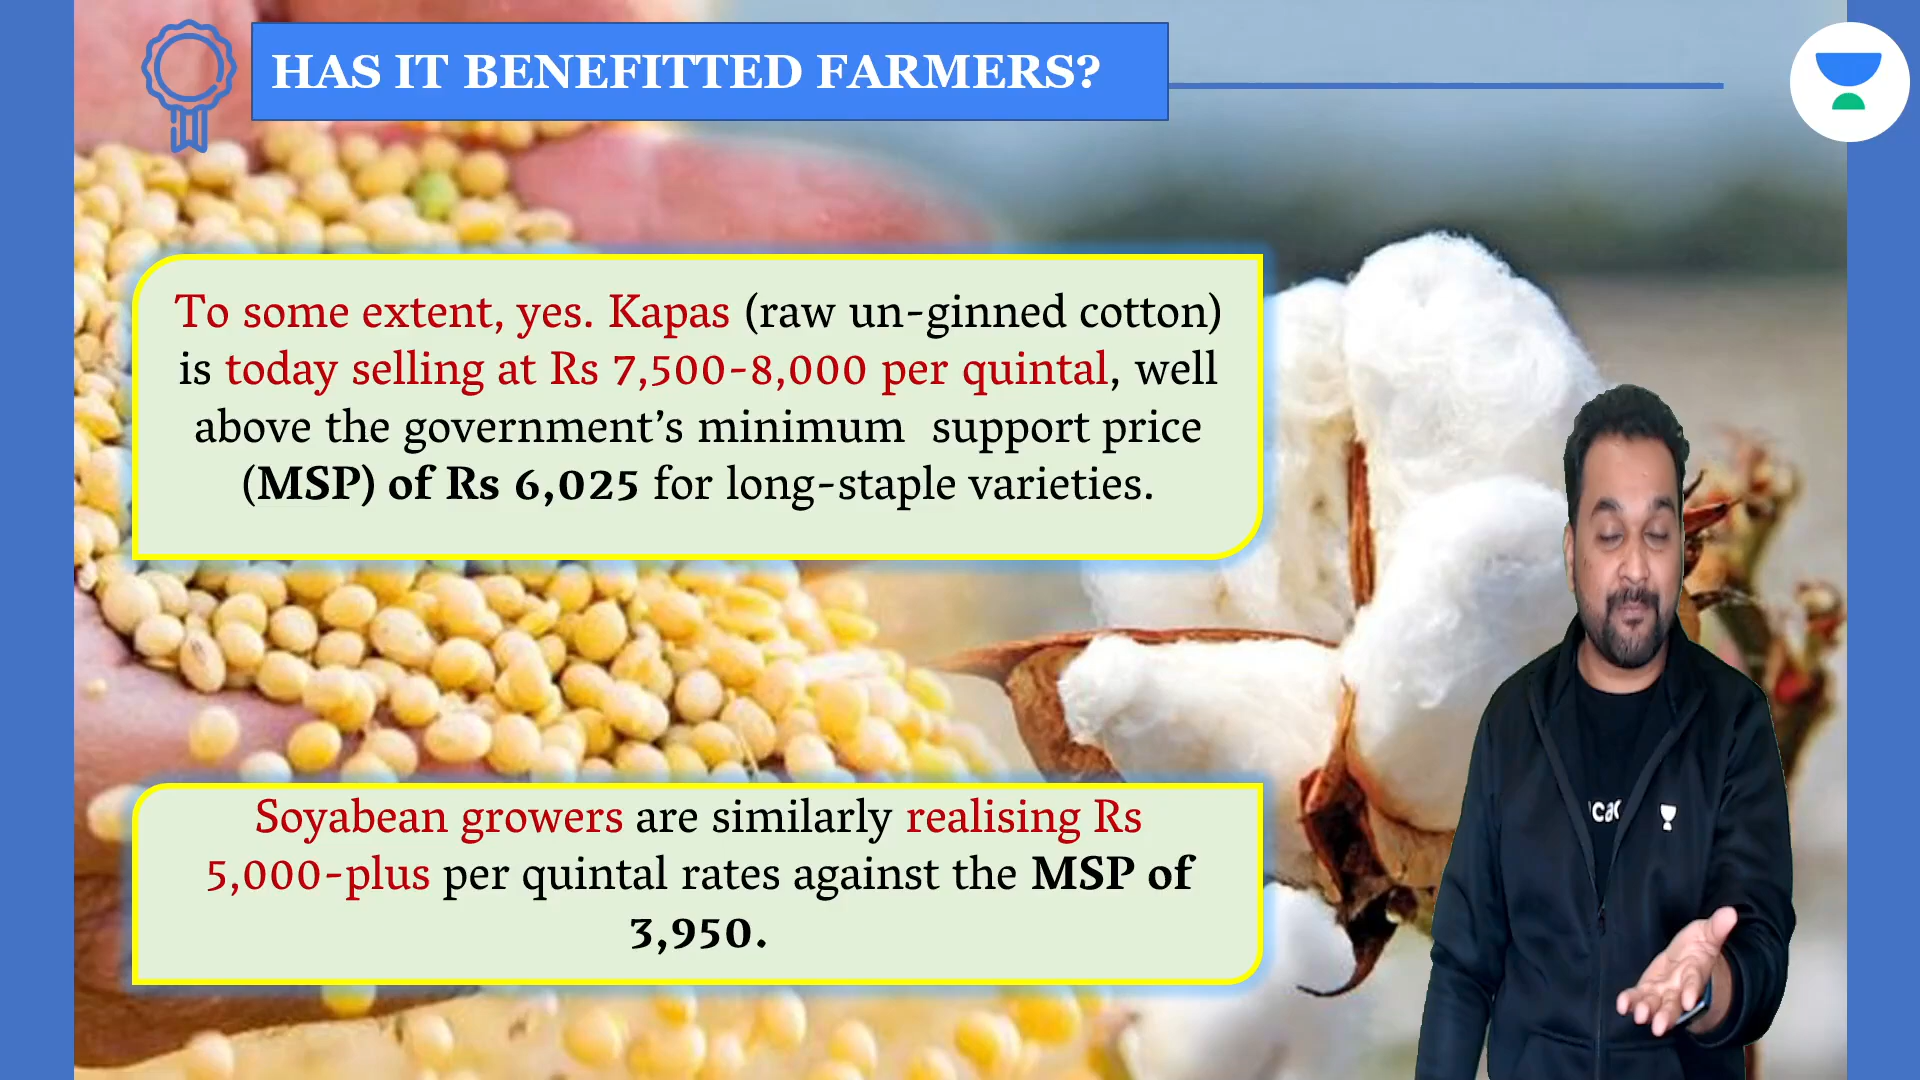 HAS IT BENEFITTED FARMERS?
To some extent, yes. Kapas (raw un-ginned cotton)
is today selling at Rs 7,500-8,000 per quintal, well
above the government’s minimum support price
(MSP) of Rs 6,025 for long-staple varieties.
Soyabean growers are similarly realising Rs
5,000-plus per quintal rates against the MSP of
3,950.